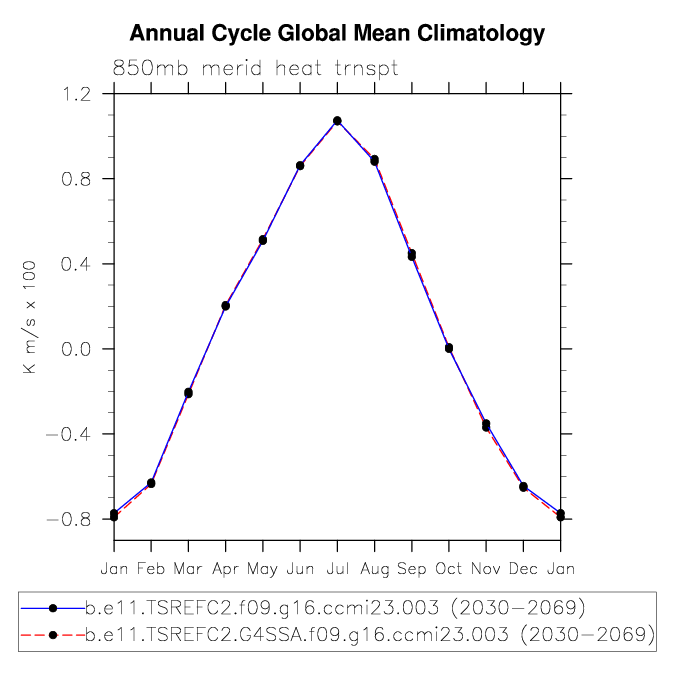 Annual Cycle Global Mean Climatology
850mb merid heat trnspt
1.2
0.8
0.4
0.0
−0.4
−0.8
K m/s x 100
Jan Feb Mar Apr May Jun Jul Aug Sep Oct Nov Dec Jan
b.e11.TSREFC2.f09.g16.ccmi23.003 (2030−2069)
b.e11.TSREFC2.G4SSA.f09.g16.ccmi23.003 (2030−2069)